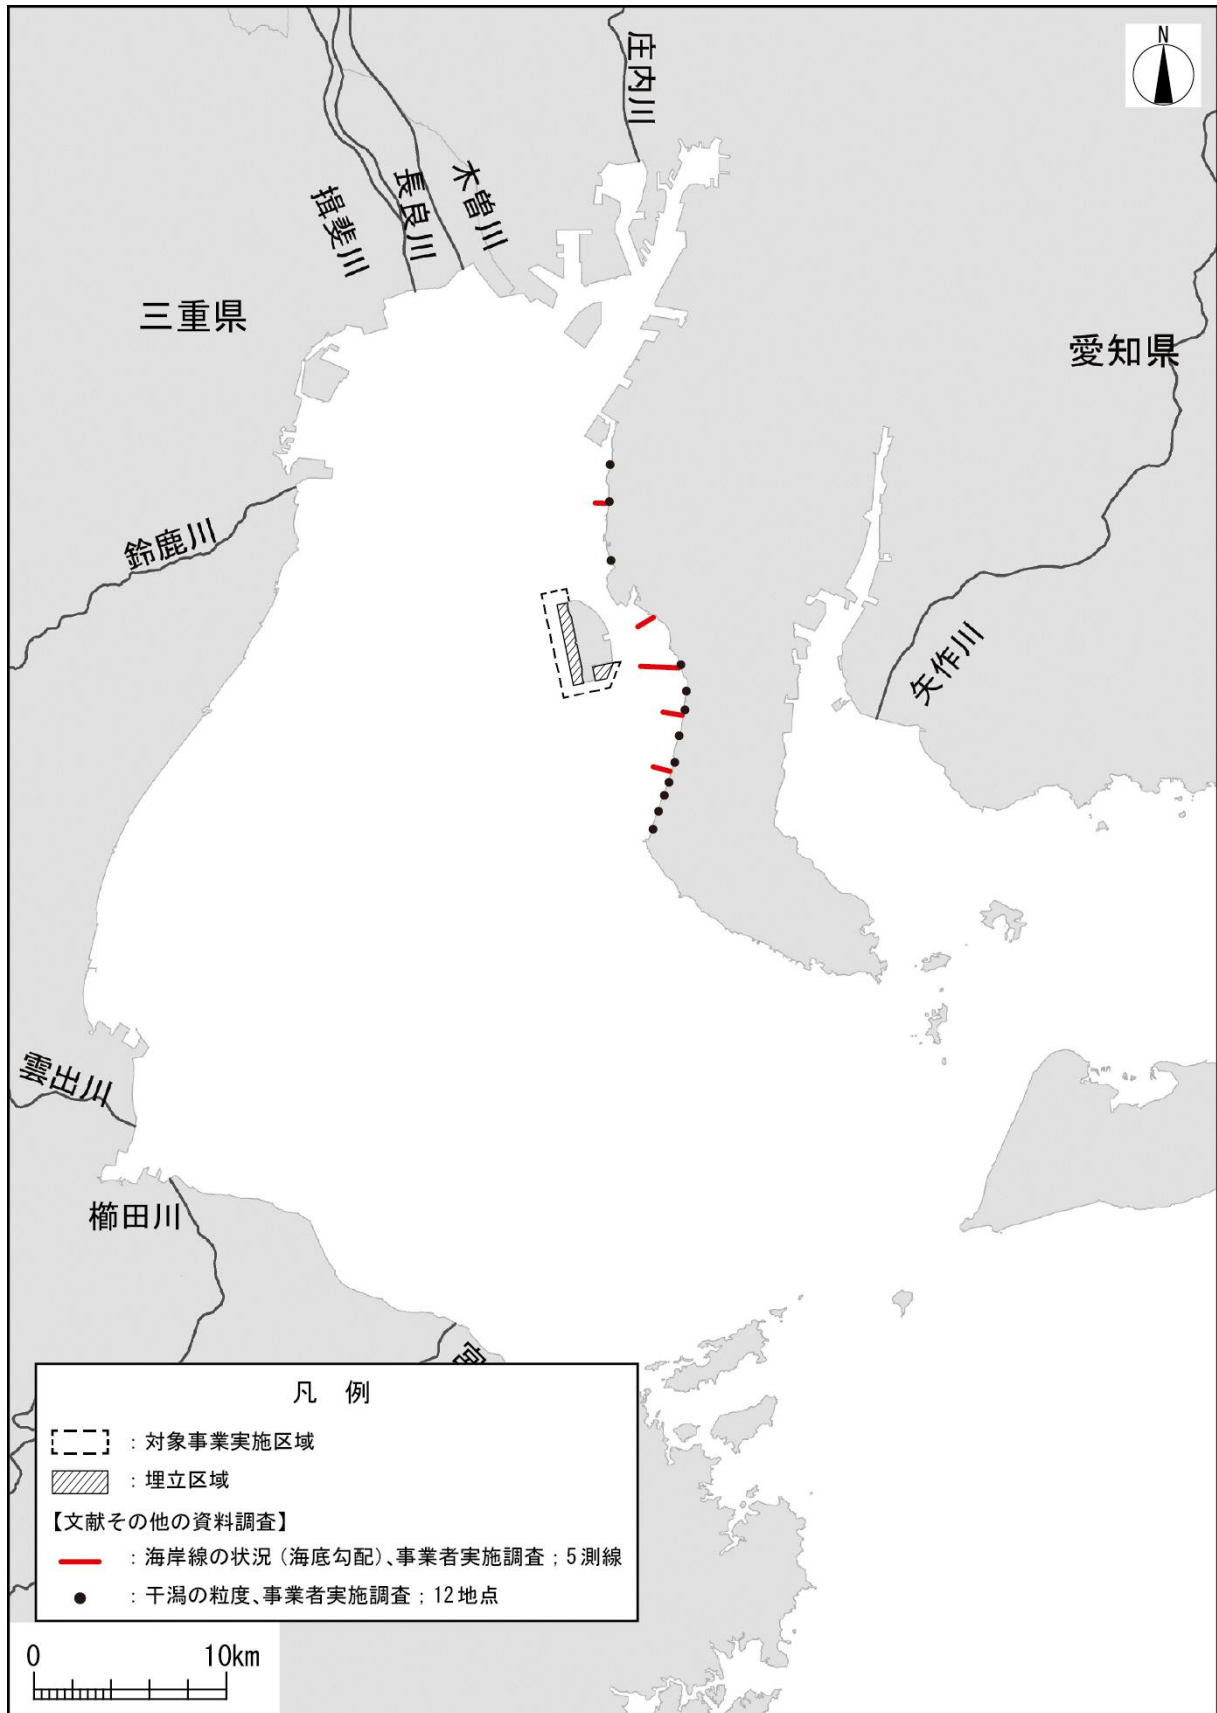 N
庄内川
木曽川
長良川
揖斐川
三重県
愛知県
鈴鹿川
矢作川
雲出川
櫛田川
凡 例
：対象事業実施区域
：埋立区域
【文献その他の資料調査】
：海岸線の状況（海底勾配）、事業者実施調査；5測線
：干潟の粒度、事業者実施調査；12地点
0 10km